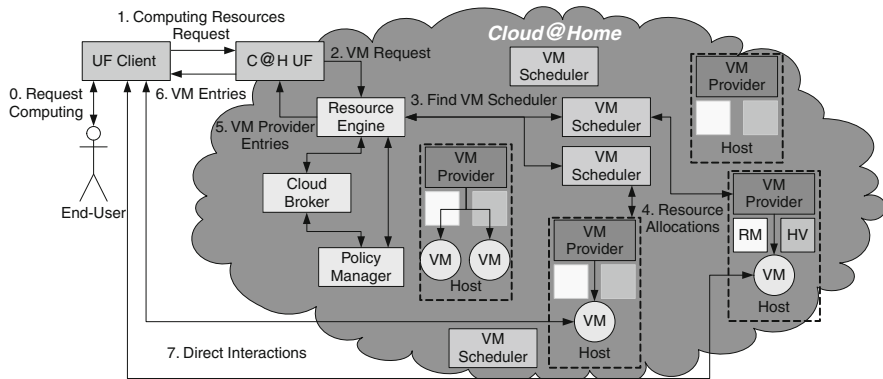 1. Computing Resources
Request
Cloud@Home
UF Client
C@H UF
2. VM Request
VM
Scheduler
VM Provider
Host
0. Request
Computing
6. VM Entries
Resource
Engine
3. Find VM Scheduler
VM
Scheduler
5. VM Provider
Entries
VM
Provider
VM
Scheduler
VM
Provider
End-User
Cloud
Broker
4. Resource
Allocations
VM
Provider
RM
HV
Policy
Manager
VM
VM
Host
VM
Host
VM
Host
7. Direct Interactions
VM
Scheduler